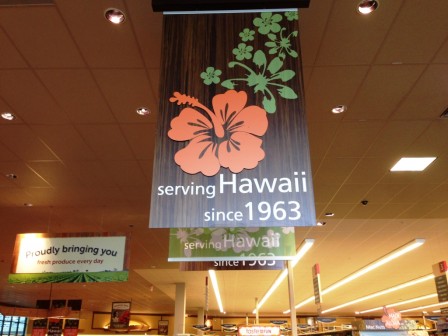 serving Hawaii
since 1963
serving Hawaii
since 1963
Proudly bringing you
fresh produce every day